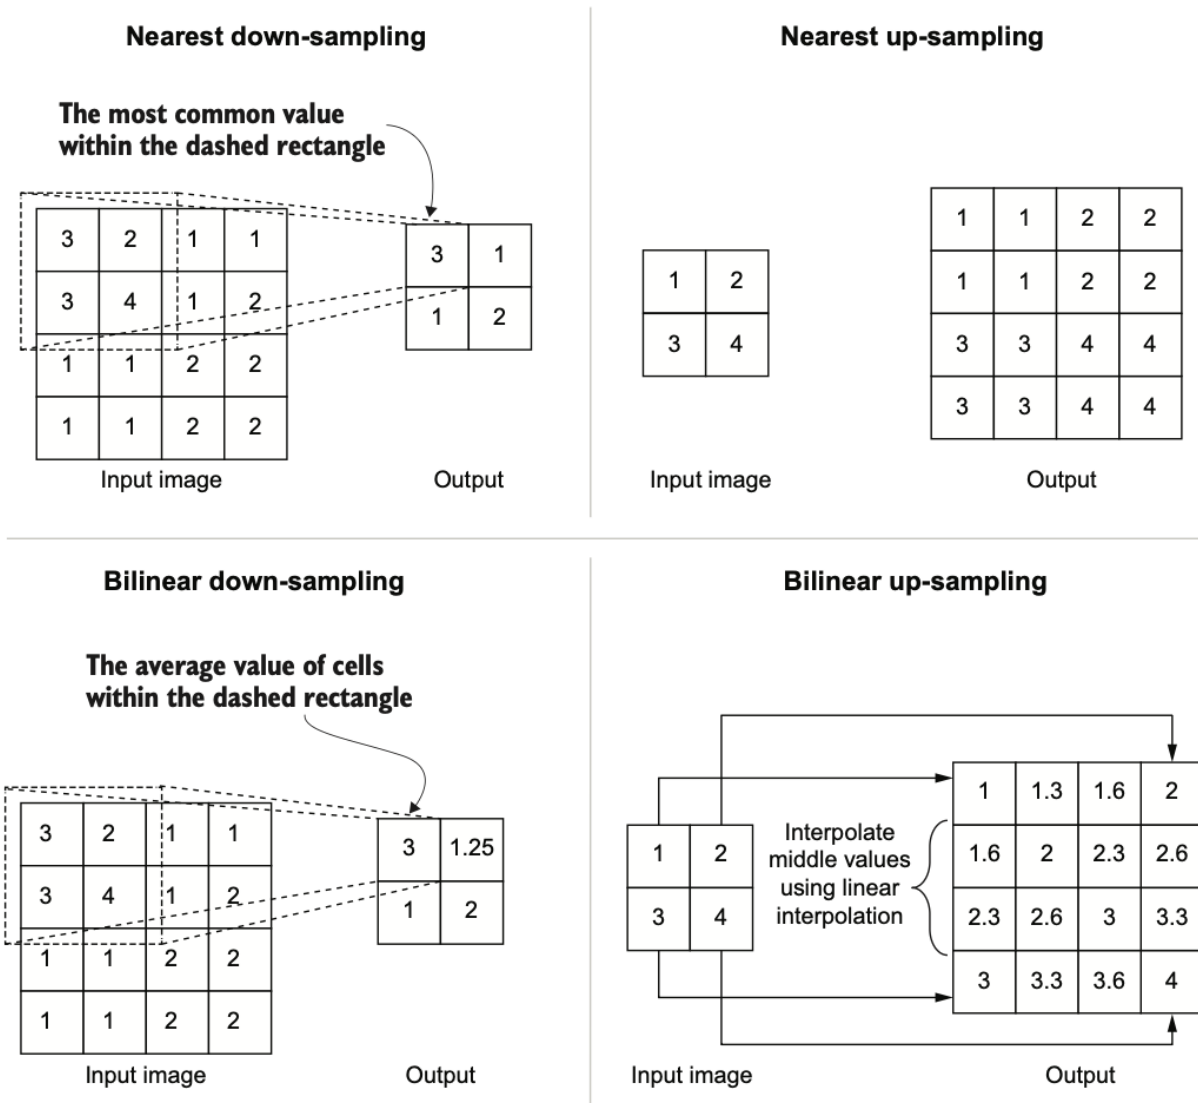 Nearest down-sampling
The most common value
within the dashed rectangle
3 2 1 1
3 4 1 2
1 1 2 2
1 1 2 2
Input image
3 1
1 2
Output
Nearest up-sampling
1 2
3 4
Input image
1 1 2 2
1 1 2 2
3 3 4 4
3 3 4 4
Output
Bilinear down-sampling
The average value of cells
within the dashed rectangle
3 2 1 1
3 4 1 2
1 1 2 2
1 1 2 2
Input image
3 1.25
1 2
Output
Bilinear up-sampling
1 2
3 4
Input image
Interpolate
middle values
using linear
interpolation
1 1.3 1.6 2
1.6 2 2.3 2.6
2.3 2.6 3 3.3
3 3.3 3.6 4
Output